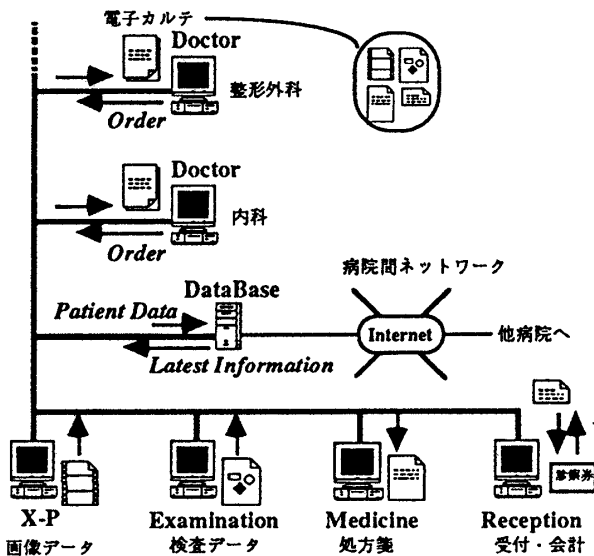 電子カルテ
Doctor
整形外科
Order
Doctor
内科
Order
病院間ネットワーク
DataBase
Patient Data
Internet
他病院へ
Latest Information
診察券
X-P
Examination
Medicine
Reception
画像データ
検査データ
処方箋
受付・会計